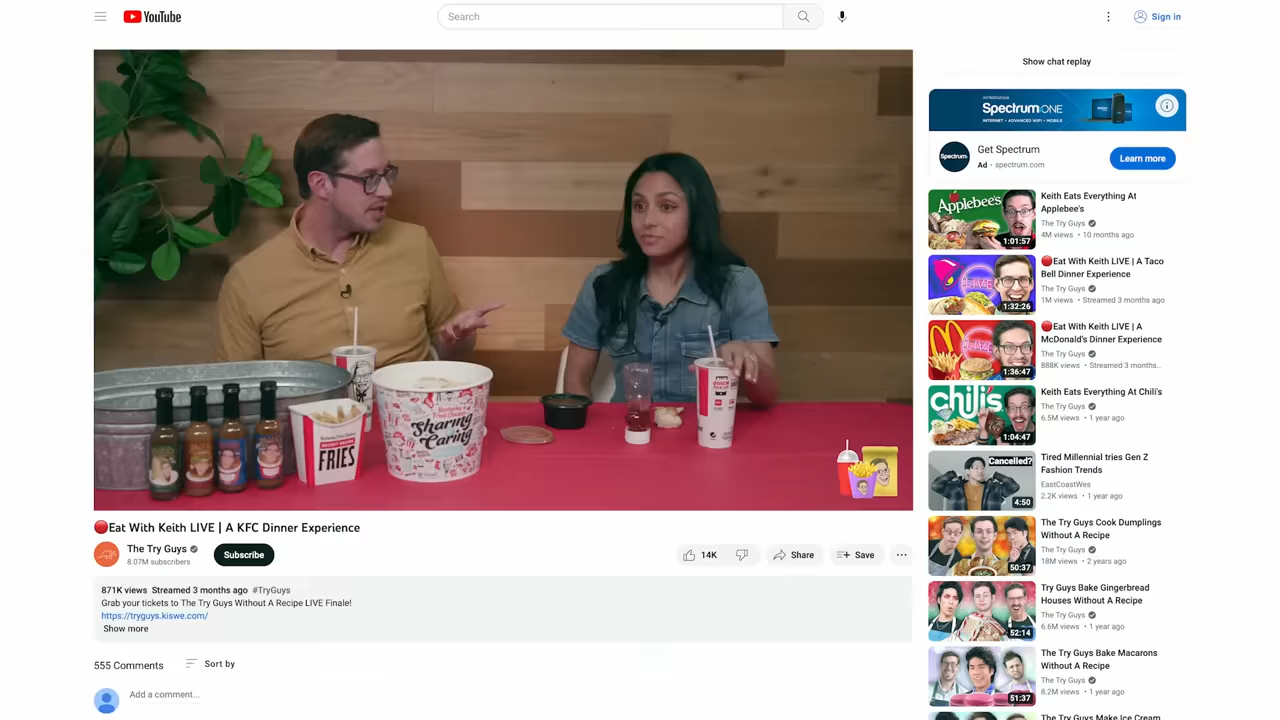 YouTube
Search
Sign in
Show chat replay
INTRODUCING
Spectrum ONE
INTERNET + ADVANCED WIFI + MOBILE
Spectrum
Get Spectrum
Ad · spectrum.com
Learn more
Applebee's
1:01:57
Keith Eats Everything At
Applebee's
The Try Guys
4M views • 10 months ago
LIVE
1:32:26
Eat With Keith LIVE | A Taco
Bell Dinner Experience
The Try Guys
1M views • Streamed 3 months ago
LIVE
1:36:47
Eat With Keith LIVE | A
McDonald's Dinner Experience
The Try Guys
888K views • Streamed 3 months...
chili's
1:04:47
Keith Eats Everything At Chili's
The Try Guys
6.5M views • 1 year ago
Cancelled?
4:50
Tired Millennial tries Gen Z
Fashion Trends
EastCoastWes
2.2K views • 1 year ago
50:37
The Try Guys Cook Dumplings
Without A Recipe
The Try Guys
18M views • 2 years ago
52:14
Try Guys Bake Gingerbread
Houses Without A Recipe
The Try Guys
6.6M views • 1 year ago
51:37
The Try Guys Bake Macarons
Without A Recipe
The Try Guys
8.2M views • 1 year ago
The Try Guys Make Ice Cream
FRIES
Kentucky Fried Chicken
Sharing
Caring
Eat With Keith LIVE | A KFC Dinner Experience
The Try Guys
8.07M subscribers
Subscribe
14K
Share
Save
871K views Streamed 3 months ago #TryGuys
Grab your tickets to The Try Guys Without A Recipe LIVE Finale!
https://tryguys.kiswe.com/
Show more
555 Comments
Sort by
Add a comment...